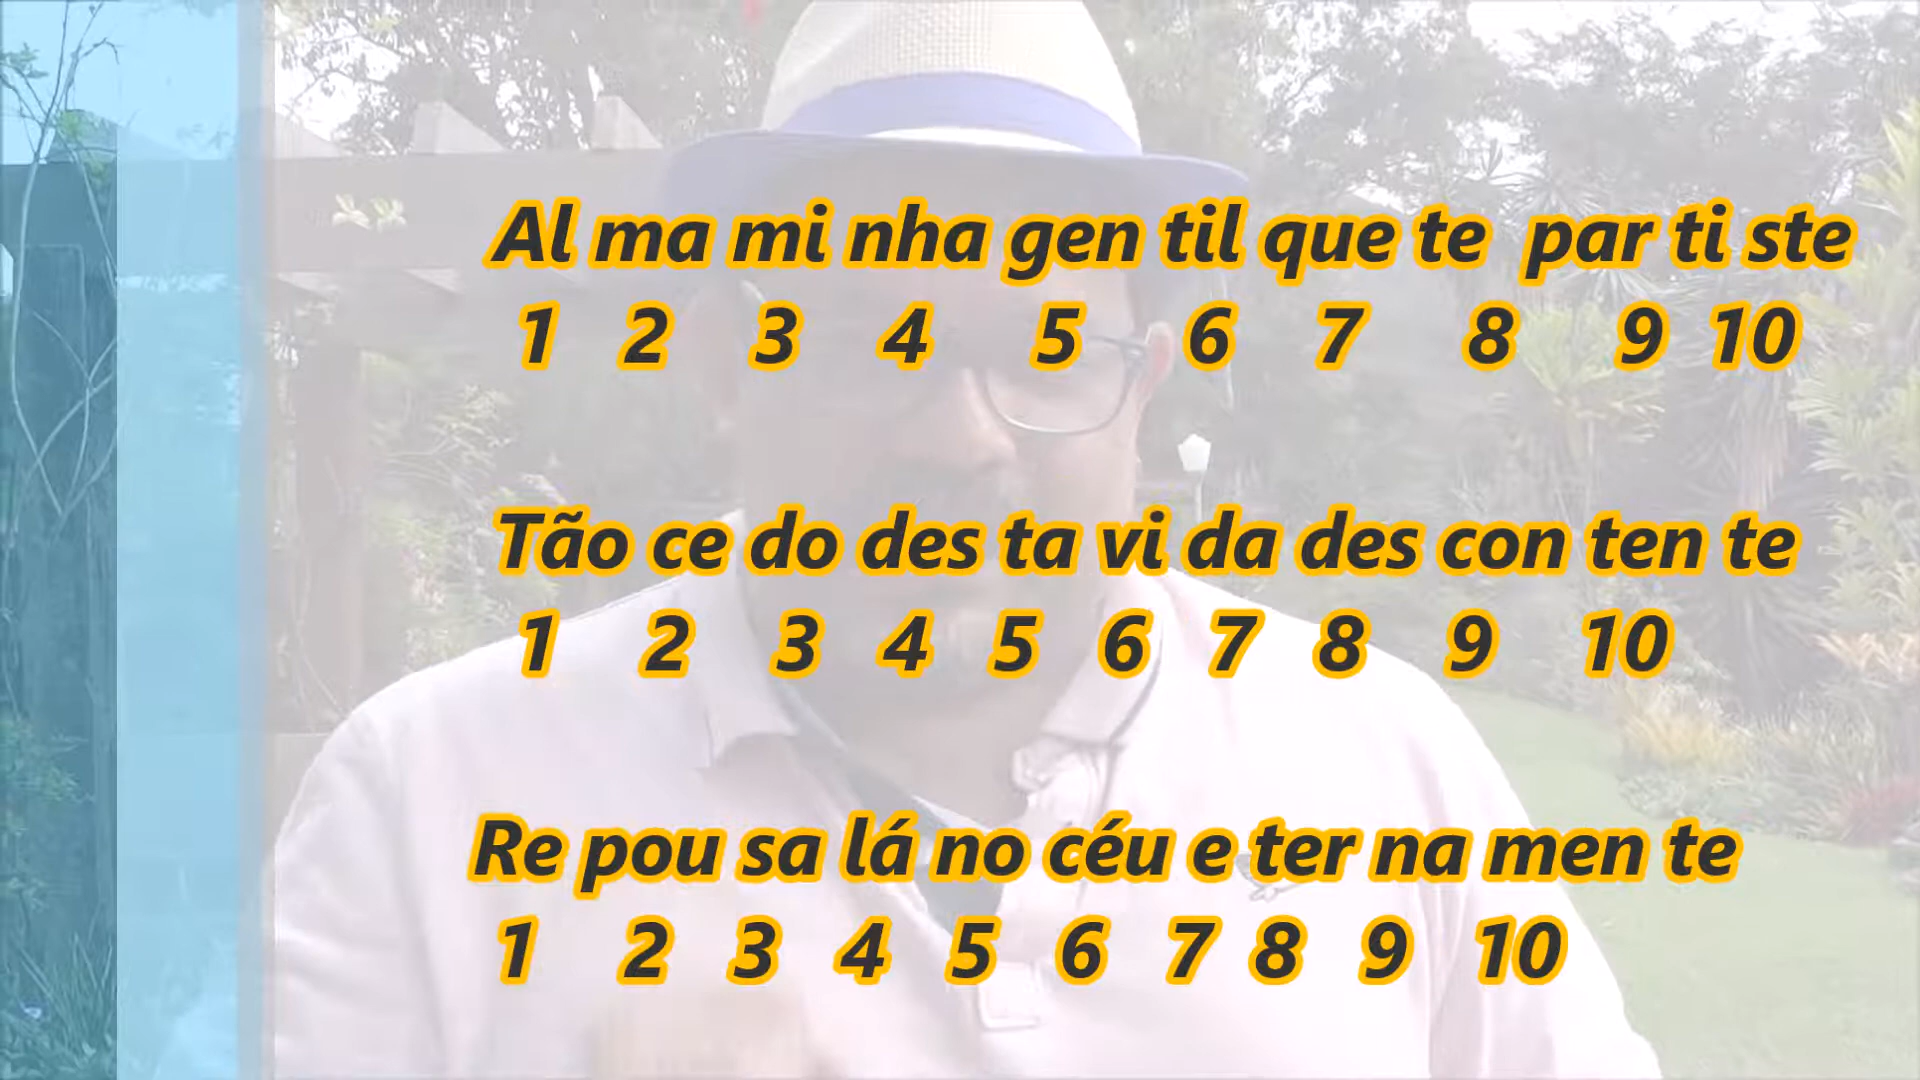 Al ma mi nha gen til que te par ti ste
1 2 3 4 5 6 7 8 9 10
Tão ce do des ta vi da des con ten te
1 2 3 4 5 6 7 8 9 10
Re pou sa lá no céu e ter na men te
1 2 3 4 5 6 7 8 9 10